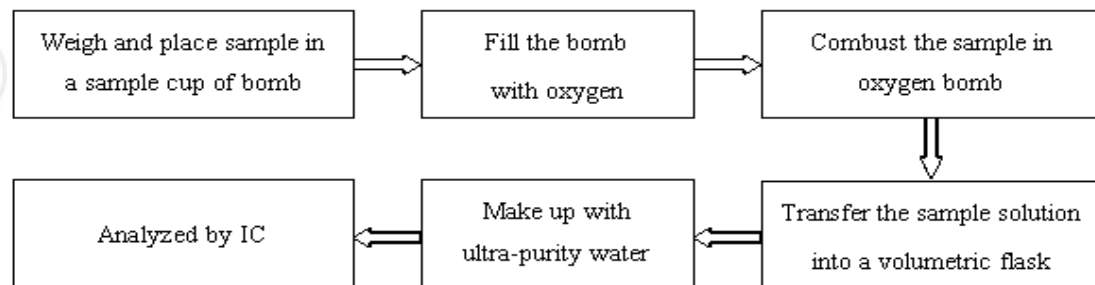 Weigh and place sample in
a sample cup of bomb
Fill the bomb
with oxygen
Combust the sample in
oxygen bomb
Transfer the sample solution
into a volumetric flask
Make up with
ultra-purity water
Analyzed by IC